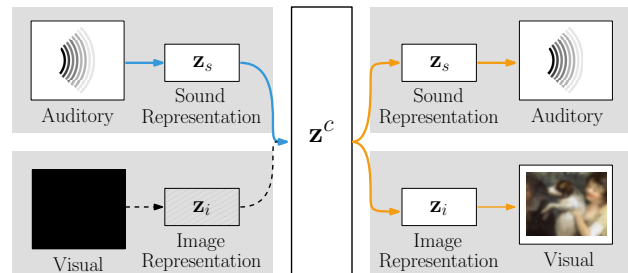 z_s
Auditory
Sound
Representation
z_i
Visual
Image
Representation
z^c
z_s
Sound
Representation
Auditory
z_i
Image
Representation
Visual